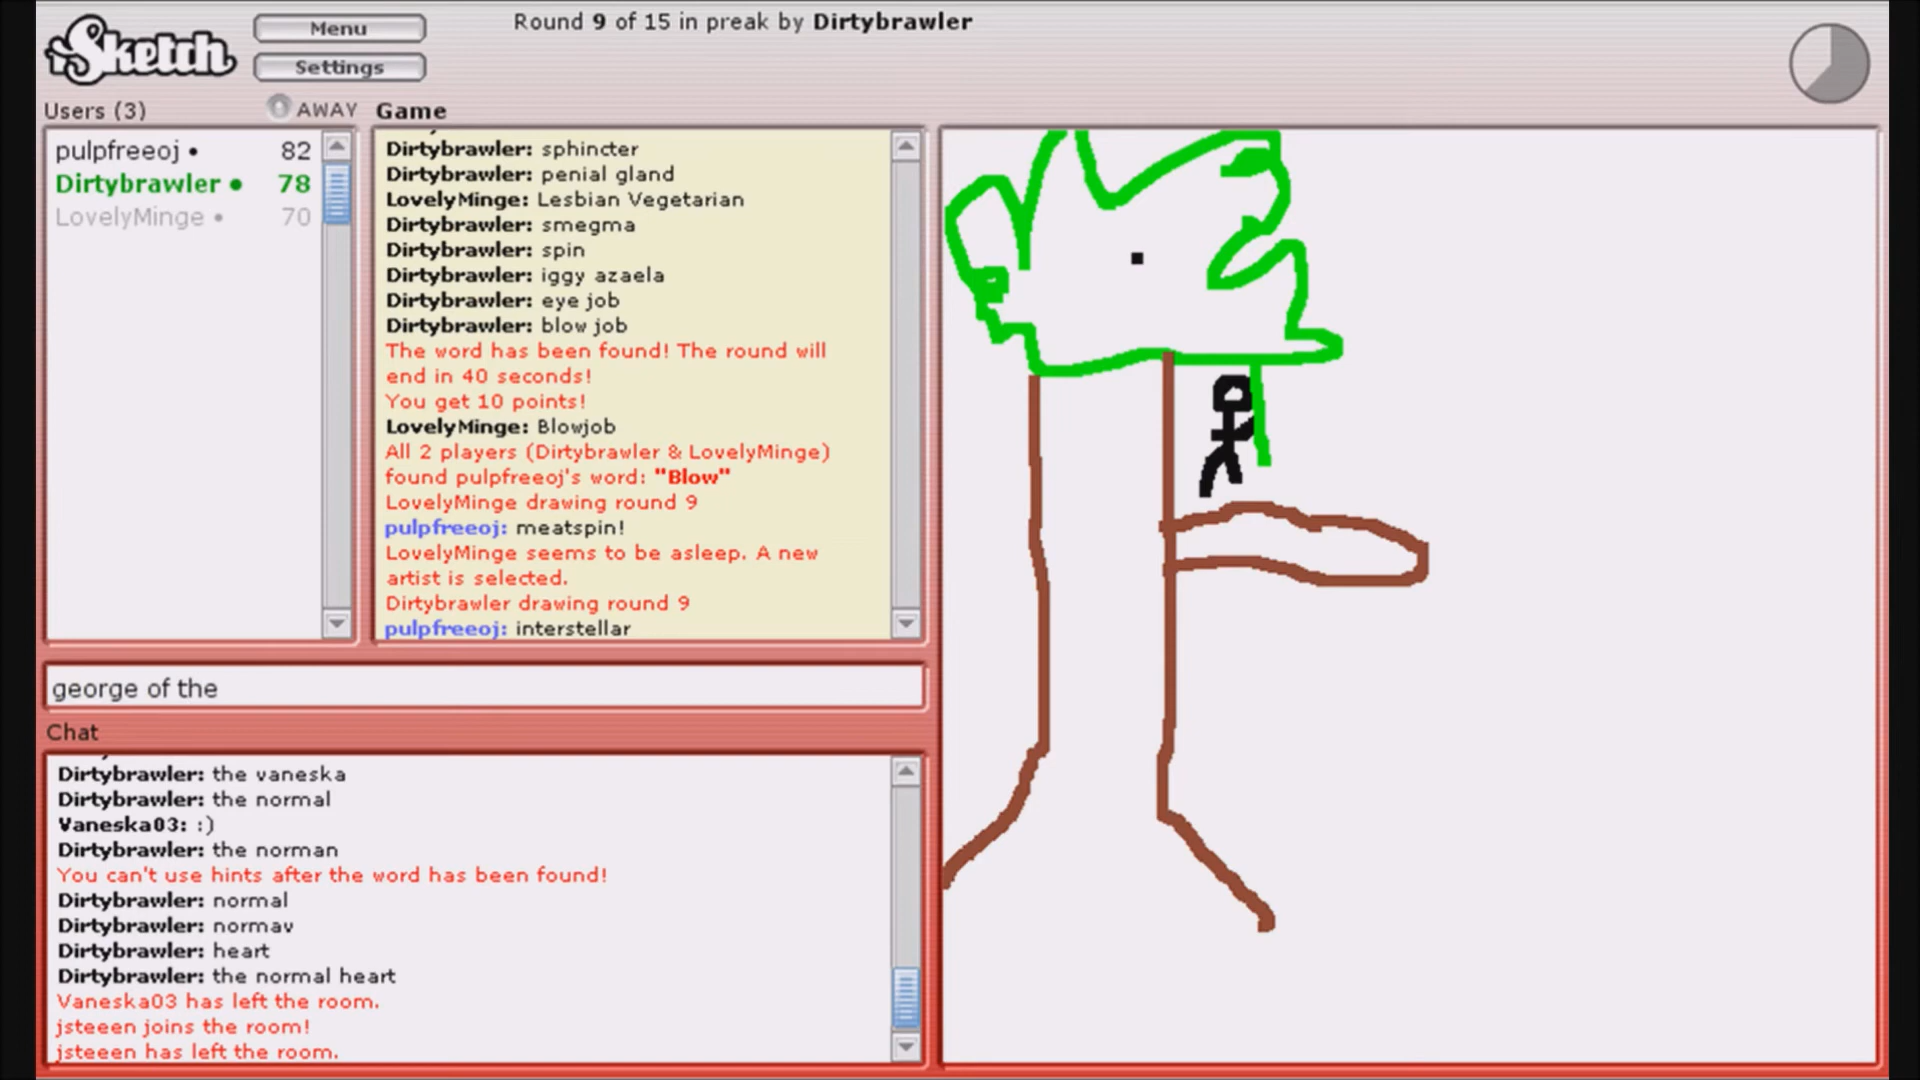 iSketch
Menu
Settings
Round 9 of 15 in preak by Dirtybrawler
Users (3)
AWAY
Game
pulpfreeoj • 82
Dirtybrawler • 78
LovelyMinge • 70
Dirtybrawler: sphincter
Dirtybrawler: penial gland
LovelyMinge: Lesbian Vegetarian
Dirtybrawler: smegma
Dirtybrawler: spin
Dirtybrawler: iggy azaela
Dirtybrawler: eye job
Dirtybrawler: blow job
The word has been found! The round will
end in 40 seconds!
You get 10 points!
LovelyMinge: Blowjob
All 2 players (Dirtybrawler & LovelyMinge)
found pulpfreeoj's word: "Blow"
LovelyMinge drawing round 9
pulpfreeoj: meatspin!
LovelyMinge seems to be asleep. A new
artist is selected.
Dirtybrawler drawing round 9
pulpfreeoj: interstellar
george of the
Chat
Dirtybrawler: the vaneska
Dirtybrawler: the normal
Vaneska03: :)
Dirtybrawler: the norman
You can't use hints after the word has been found!
Dirtybrawler: normal
Dirtybrawler: normav
Dirtybrawler: heart
Dirtybrawler: the normal heart
Vaneska03 has left the room.
jsteeen joins the room!
jsteeen has left the room.